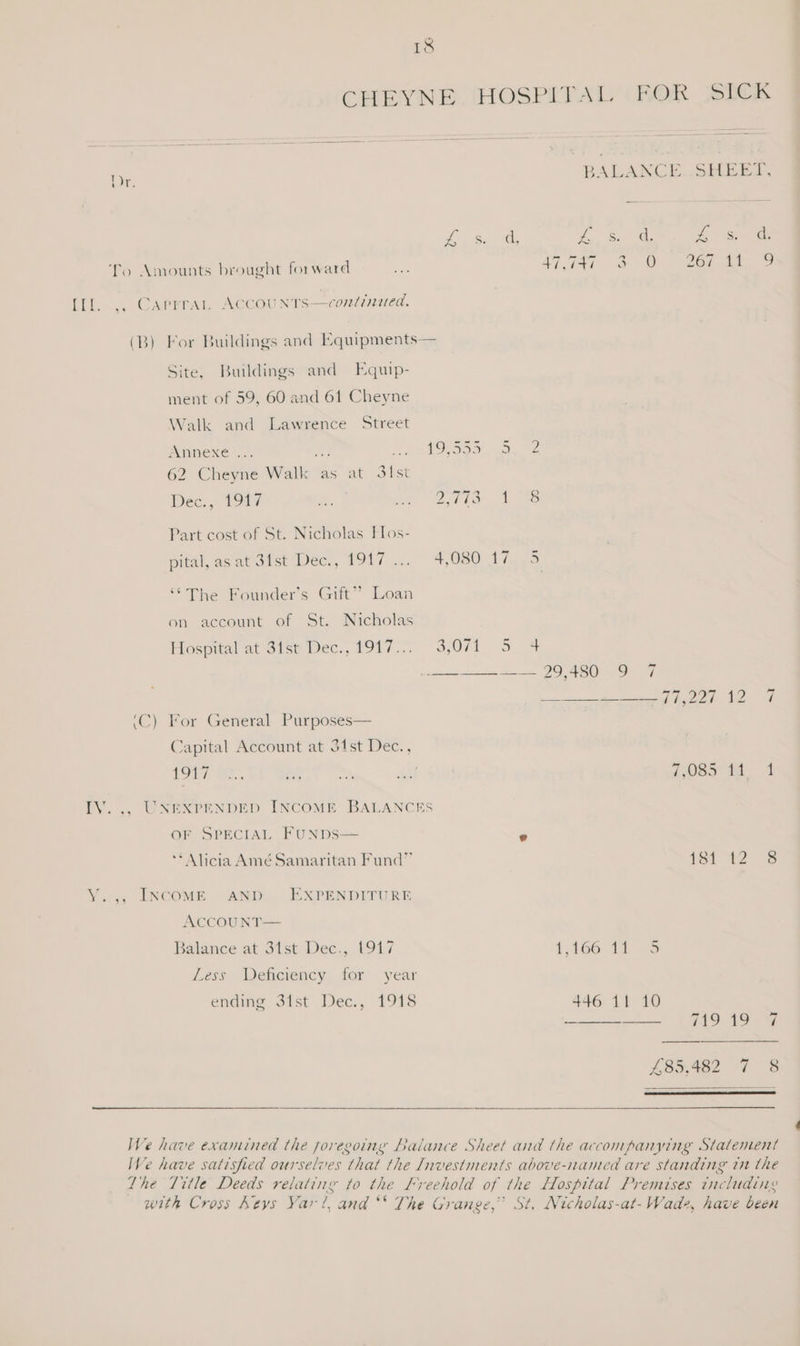 18
CHEYNE HOSPITAL FOR SICK
Dr. BALANCE SHEET,
£ s. d. £ s. d. £ s. d.
To Amounts brought forward ... 47,747 3 0 267 11 9
III. ,, CAPITAL ACCOUNTS—continued.
(B) For Buildings and Equipments—
Site, Buildings and Equip-
ment of 59, 60 and 61 Cheyne
Walk and Lawrence Street
Annexe ... ... ... 19,555 5 2
62 Cheyne Walk as at 31st
Dec., 1917 ... ... 2,773 1 8
Part cost of St. Nicholas Hos-
pital, as at 31st Dec., 1917 ... 4,080 17 5
“The Founder's Gift” Loan
on account of St. Nicholas
Hospital at 31st Dec., 1917... 3,071 5 4
29,480 9 7
77,227 12 7
(C) For General Purposes—
Capital Account at 31st Dec.,
1917 ... ... ... ... 7,085 11 1
IV. ,, UNEXPENDED INCOME BALANCES
OF SPECIAL FUNDS—
“Alicia Amé Samaritan Fund” 181 12 8
V. ,, INCOME AND EXPENDITURE
ACCOUNT—
Balance at 31st Dec., 1917 1,166 11 5
Less Deficiency for year
ending 31st Dec., 1918 446 11 10
719 19 7
£85,482 7 8
We have examined the foregoing Balance Sheet and the accompanying Statement
We have satisfied ourselves that the Investments above-named are standing in the
The Title Deeds relating to the Freehold of the Hospital Premises including
with Cross Keys Yard, and “The Grange,” St. Nicholas-at-Wade, have been